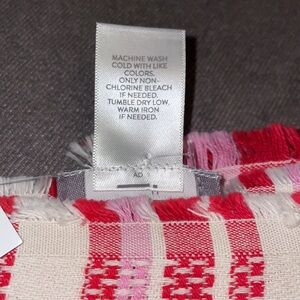 MACHINE WASH
COLD WITH LIKE
COLORS.
ONLY NON-
CHLORINE BLEACH
IF NEEDED.
TUMBLE DRY LOW.
WARM IRON
IF NEEDED.
AD